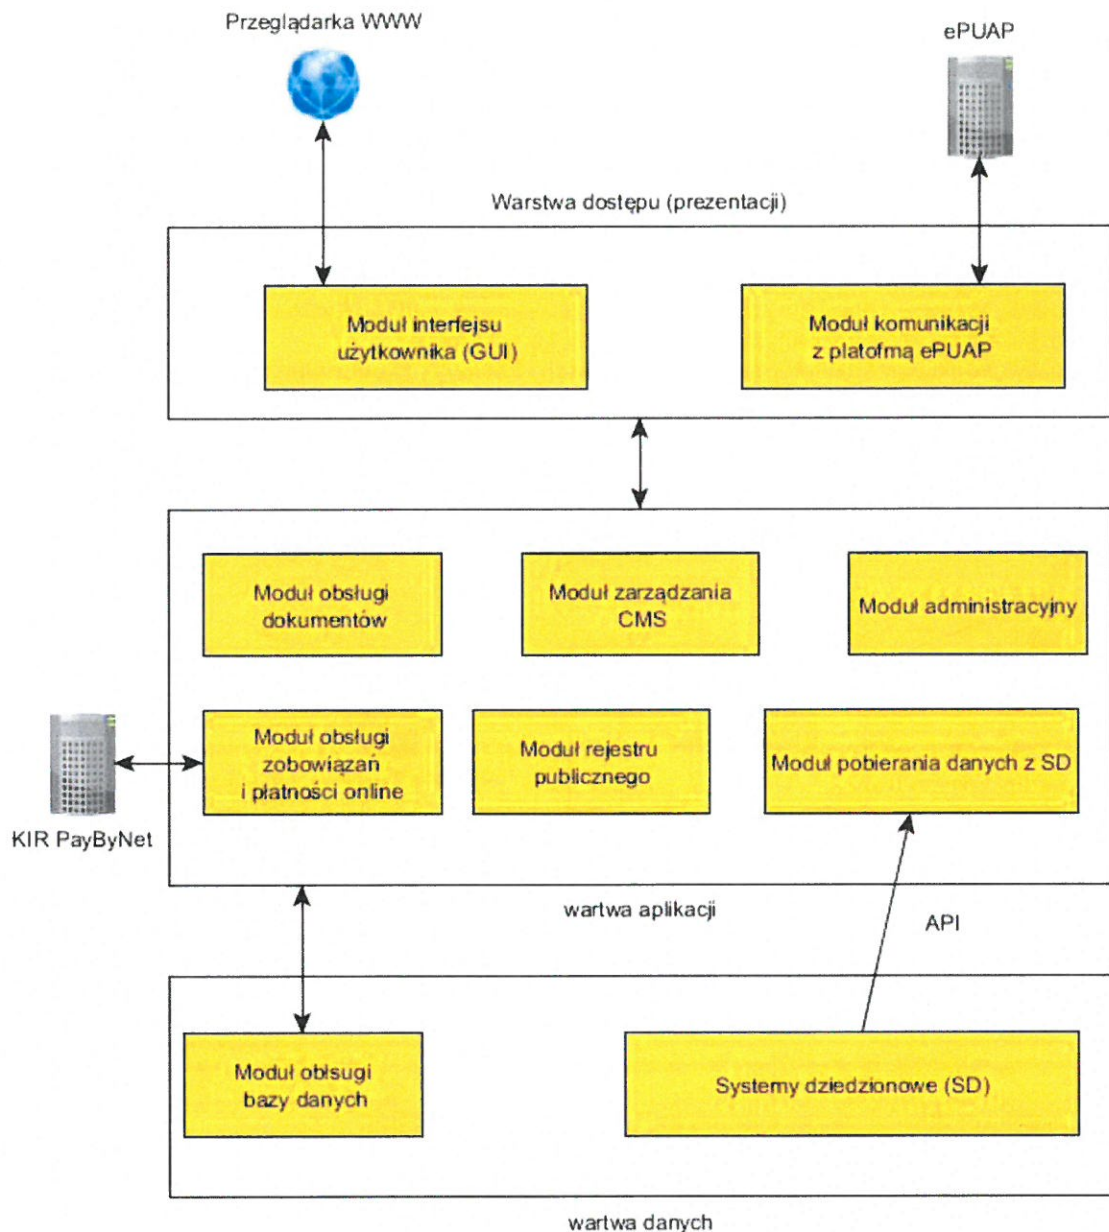 Przeglądarka WWW
ePUAP
Warstwa dostępu (prezentacji)
Moduł interfejsu
użytkownika (GUI)
Moduł komunikacji
z platofmą ePUAP
Moduł obsługi
dokumentów
Moduł zarządzania
CMS
Moduł administracyjny
Moduł obsługi
zobowiązań
i płatności online
Moduł rejestru
publicznego
Moduł pobierania danych z SD
KIR PayByNet
wartwa aplikacji
API
Moduł obłsugi
bazy danych
Systemy dziedzionowe (SD)
wartwa danych